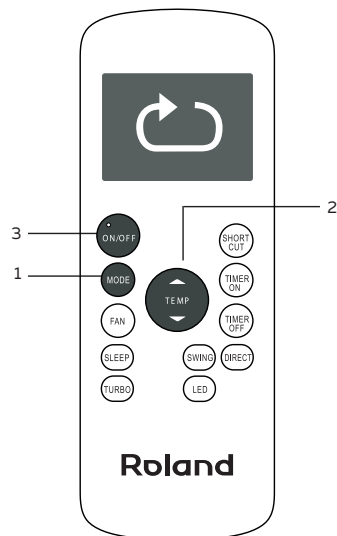 2
3
ON/OFF
SHORT
CUT
1
MODE
TEMP
TIMER
ON
FAN
TIMER
OFF
SLEEP
SWING
DIRECT
TURBO
LED
Roland